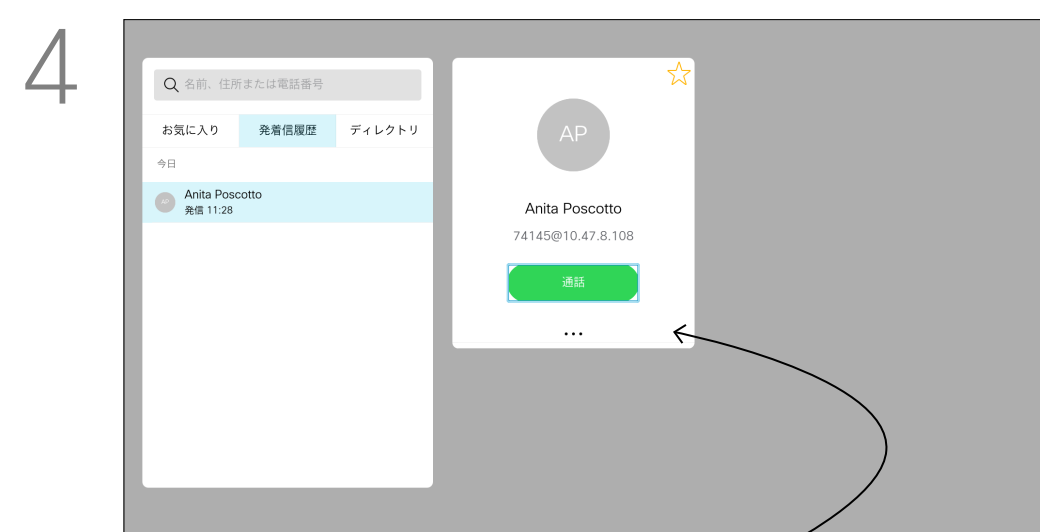 4
名前、住所または電話番号
お気に入り 発着信履歴 ディレクトリ
今日
AP Anita Poscotto
発信 11:28
AP
Anita Poscotto
74145@10.47.8.108
通話